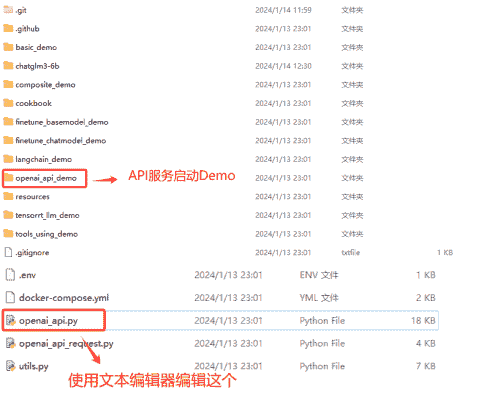 .git 2024/1/14 11:59 文件夹
.github 2024/1/13 23:01 文件夹
basic_demo 2024/1/13 23:01 文件夹
chatglm3-6b 2024/1/14 12:30 文件夹
composite_demo 2024/1/13 23:01 文件夹
cookbook 2024/1/13 23:01 文件夹
finetune_basemodel_demo 2024/1/13 23:01 文件夹
finetune_chatmodel_demo 2024/1/13 23:01 文件夹
langchain_demo 2024/1/13 23:01 文件夹
openai_api_demo API服务启动Demo 2024/1/13 23:01 文件夹
resources 2024/1/13 23:01 文件夹
tensorrt_llm_demo 2024/1/13 23:01 文件夹
tools_using_demo 2024/1/13 23:01 文件夹
.gitignore 2024/1/13 23:01 txtfile 1 KB
.env 2024/1/13 23:01 ENV 文件 1 KB
docker-compose.yml 2024/1/13 23:01 YML 文件 1 KB
openai_api.py 2024/1/13 23:01 Python File 18 KB
openai_api_request.py 2024/1/13 23:01 Python File 4 KB
utils.py 2024/1/13 23:01 Python File 7 KB
使用文本编辑器编辑这个